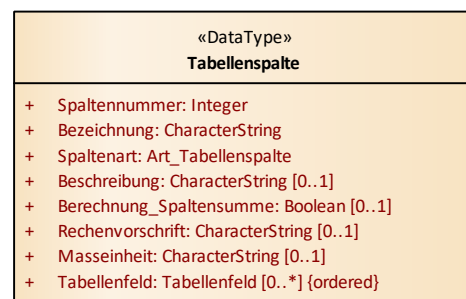 «DataType»
Tabellenspalte
+ Spaltennummer: Integer
+ Bezeichnung: CharacterString
+ Spaltenart: Art_Tabellenspalte
+ Beschreibung: CharacterString [0..1]
+ Berechnung_Spaltensumme: Boolean [0..1]
+ Rechenvorschrift: CharacterString [0..1]
+ Masseinheit: CharacterString [0..1]
+ Tabellenfeld: Tabellenfeld [0..*] {ordered}